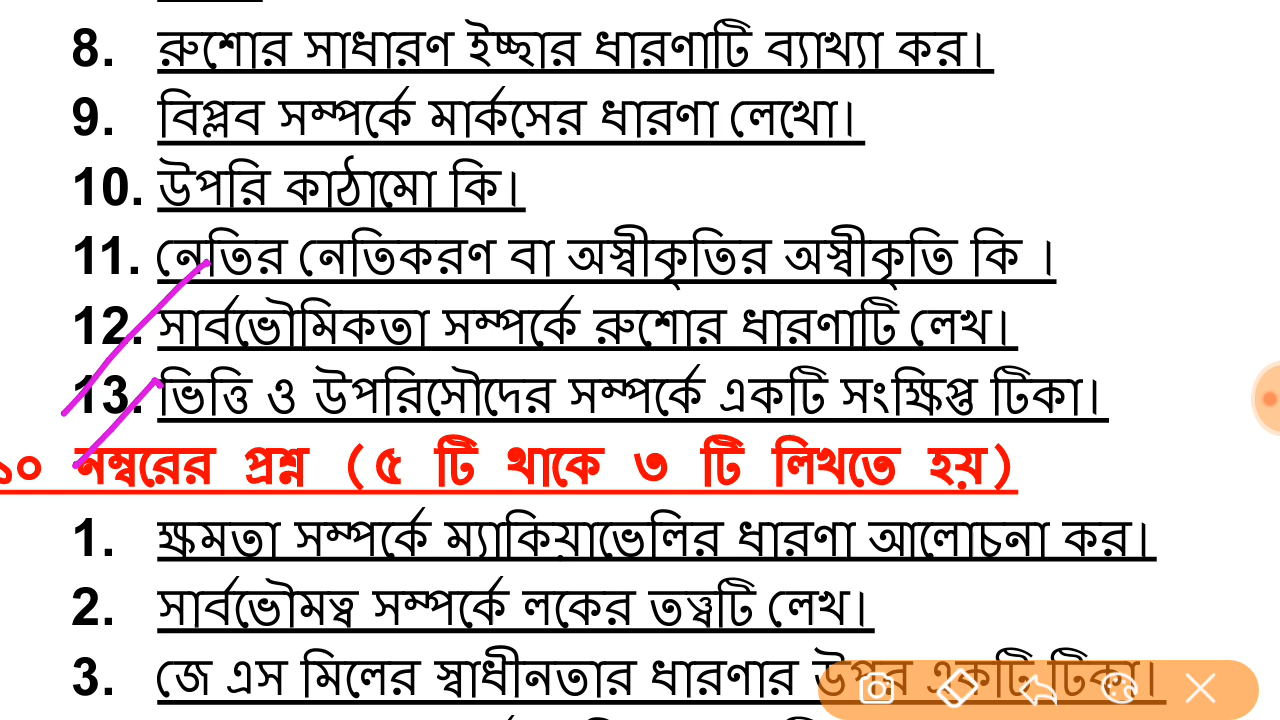 8. রুশোর সাধারণ ইচ্ছার ধারণাটি ব্যাখ্যা কর।
9. বিপ্লব সম্পর্কে মার্কসের ধারণা লেখো।
10. উপরি কাঠামো কি।
11. নেতির নেতিকরণ বা অস্বীকৃতির অস্বীকৃতি কি ।
12. সার্বভৌমিকতা সম্পর্কে রুশোর ধারণাটি লেখ।
13. ভিত্তি ও উপরিসৌদের সম্পর্কে একটি সংক্ষিপ্ত টিকা।
১০ নম্বরের প্রশ্ন (৫ টি থাকে ৩ টি লিখতে হয়)
1. ক্ষমতা সম্পর্কে ম্যাকিয়াভেলির ধারণা আলোচনা কর।
2. সার্বভৌমত্ব সম্পর্কে লকের তত্ত্বটি লেখ।
3. জে এস মিলের স্বাধীনতার ধারণার উপর একটি টিকা।